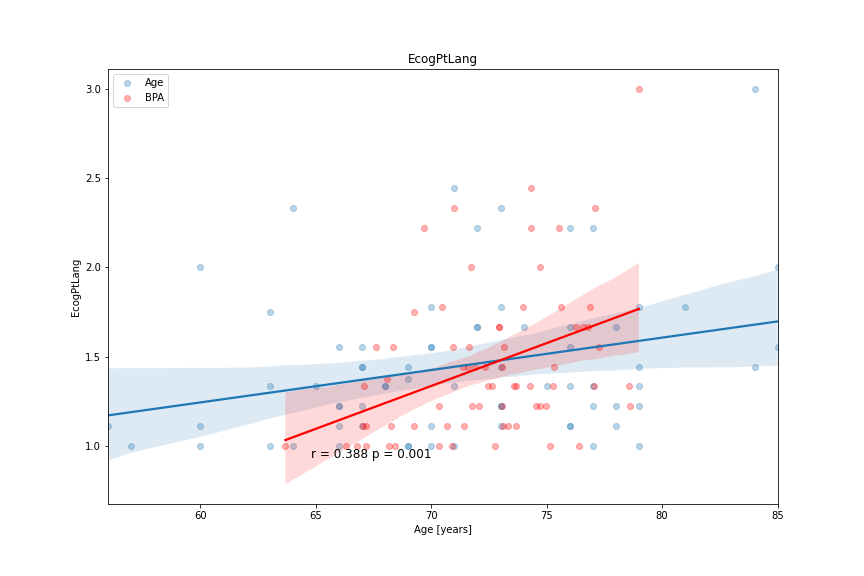 EcogPtLang
Age
BPA
3.0
2.5
2.0
1.5
1.0
EcogPtLang
r = 0.388 p = 0.001
60
65
70
75
80
85
Age [years]